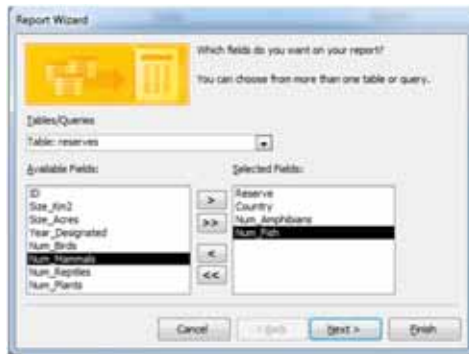 Report Wizard
Which fields do you want on your report?
You can choose from more than one table or query.
Tables/Queries
Table: reserves
Available Fields:
ID
Size_Km2
Size_Acres
Year_Designated
Num_Birds
Num_Mammals
Num_Reptiles
Num_Plants
>
>>
<
<<
Selected Fields:
Reserve
Country
Num_Amphibians
Num_Fish
Cancel
< Back
Next >
Finish